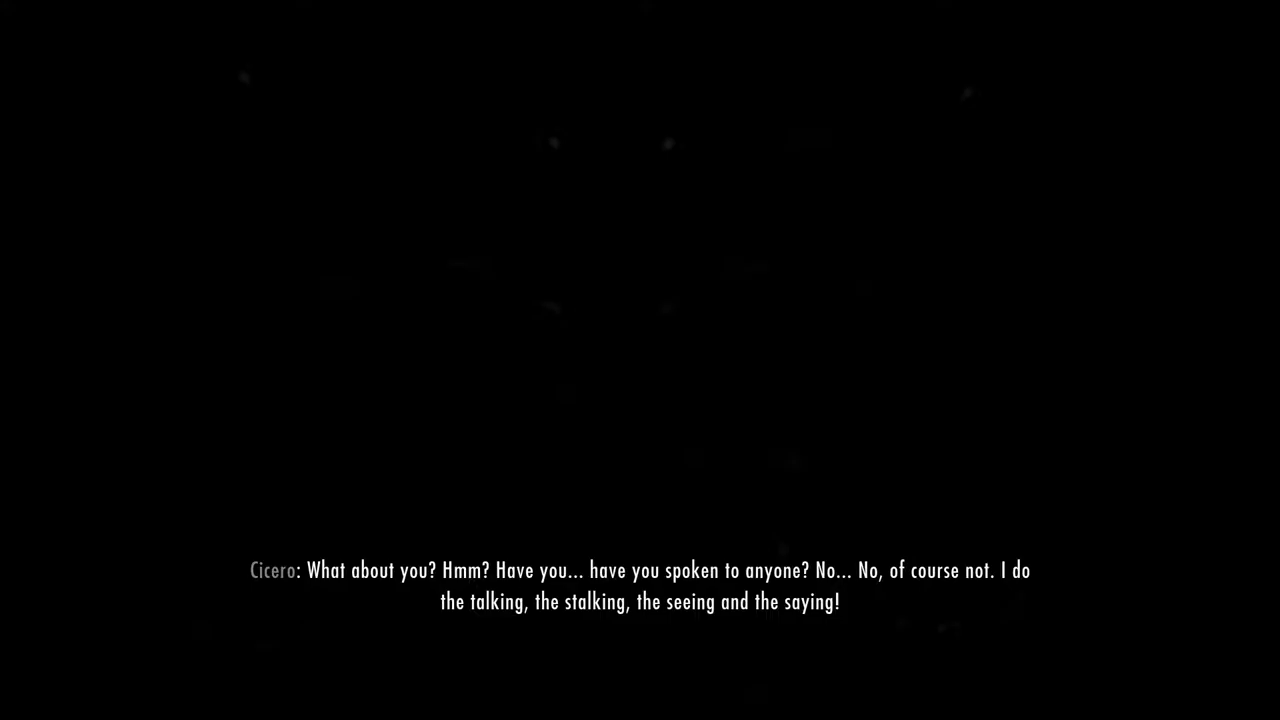 Cicero: What about you? Hmm? Have you... have you spoken to anyone? No... No, of course not. I do
the talking, the stalking, the seeing and the saying!